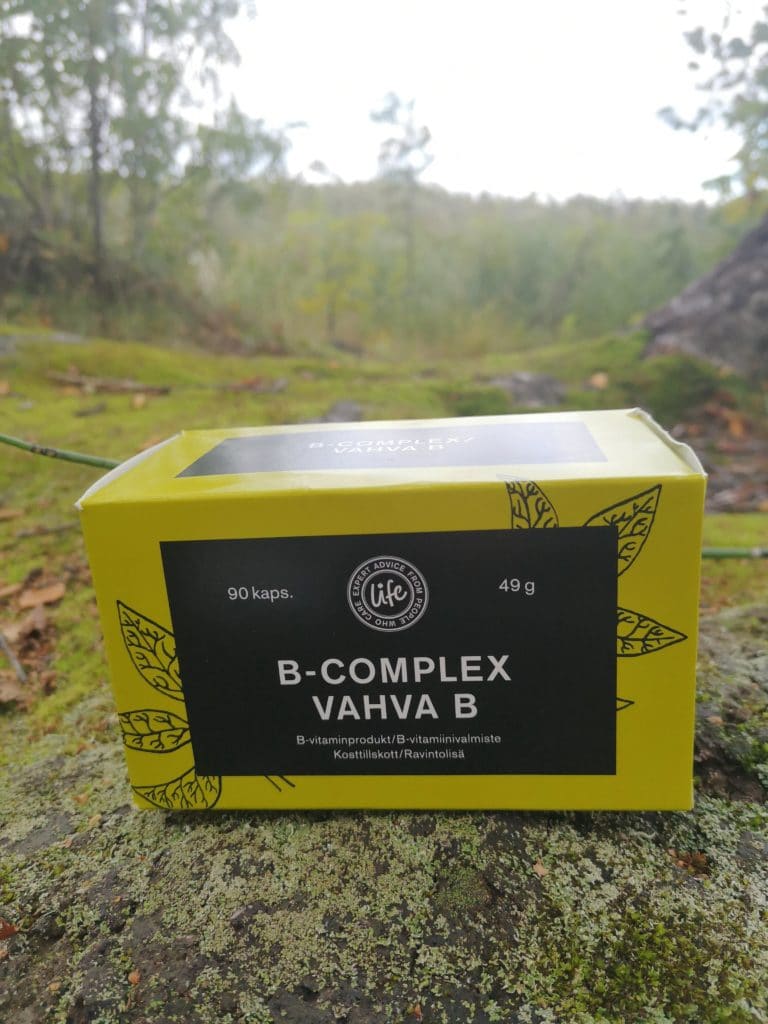 B-COMPLEX/
VAHVA B
90 kaps.
EXPERT ADVICE FROM PEOPLE WHO CARE
life
49 g
B-COMPLEX
VAHVA B
B-vitaminprodukt/B-vitamiinivalmiste
Kosttillskott/Ravintolisä